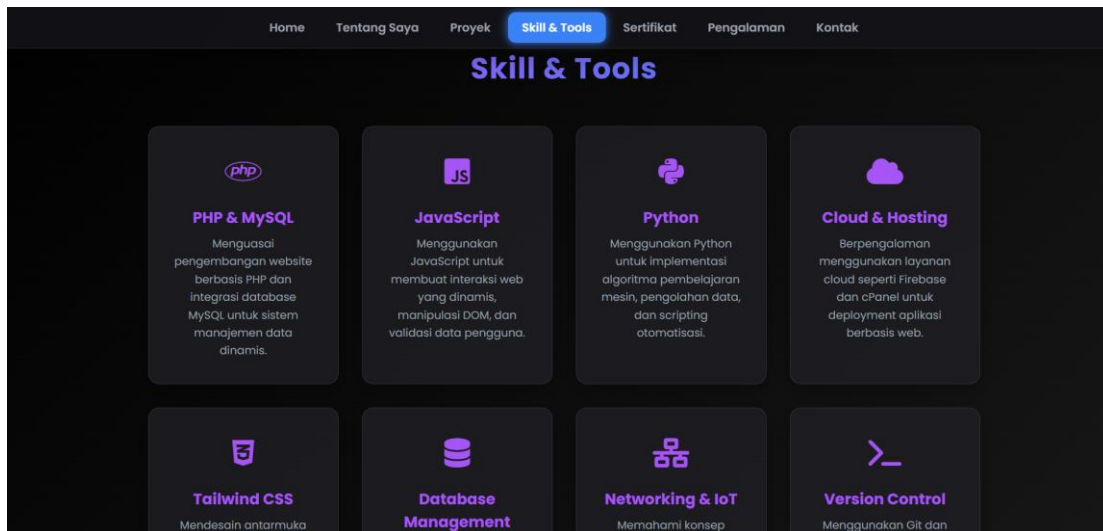 Home Tentang Saya Proyek Skill & Tools Sertifikat Pengalaman Kontak
Skill & Tools
php
PHP & MySQL
Menguasai
pengembangan website
berbasis PHP dan
integrasi database
MySQL untuk sistem
manajemen data
dinamis.
JS
JavaScript
Menggunakan
JavaScript untuk
membuat interaksi web
yang dinamis,
manipulasi DOM, dan
validasi data pengguna.
Python
Menggunakan Python
untuk implementasi
algoritma pembelajaran
mesin, pengolahan data,
dan scripting
otomatisasi.
Cloud & Hosting
Berpengalaman
menggunakan layanan
cloud seperti Firebase
dan cPanel untuk
deployment aplikasi
berbasis web.
Tailwind CSS
Mendesain antarmuka
Database
Management
Networking & IoT
Memahami konsep
Version Control
Menggunakan Git dan